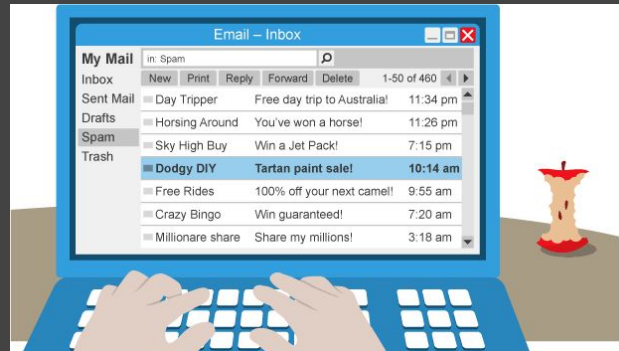 Email – Inbox
My Mail
in: Spam
Inbox
New Print Reply Forward Delete 1-50 of 460
Sent Mail
Day Tripper Free day trip to Australia! 11:34 pm
Drafts
Horsing Around You've won a horse! 11:26 pm
Spam
Sky High Buy Win a Jet Pack! 7:15 pm
Trash
Dodgy DIY Tartan paint sale! 10:14 am
Free Rides 100% off your next camel! 9:55 am
Crazy Bingo Win guaranteed! 7:20 am
Millionare share Share my millions! 3:18 am